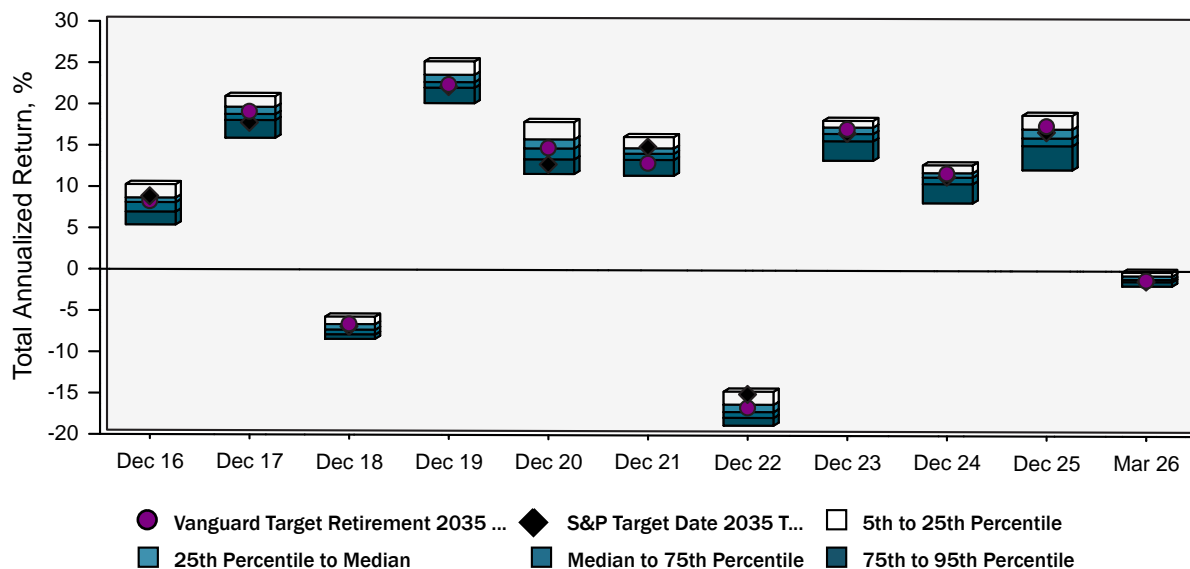 Total Annualized Return, %
30
25
20
15
10
5
0
-5
-10
-15
-20
Dec 16 Dec 17 Dec 18 Dec 19 Dec 20 Dec 21 Dec 22 Dec 23 Dec 24 Dec 25 Mar 26
Vanguard Target Retirement 2035 ... S&P Target Date 2035 T... 5th to 25th Percentile
25th Percentile to Median Median to 75th Percentile 75th to 95th Percentile